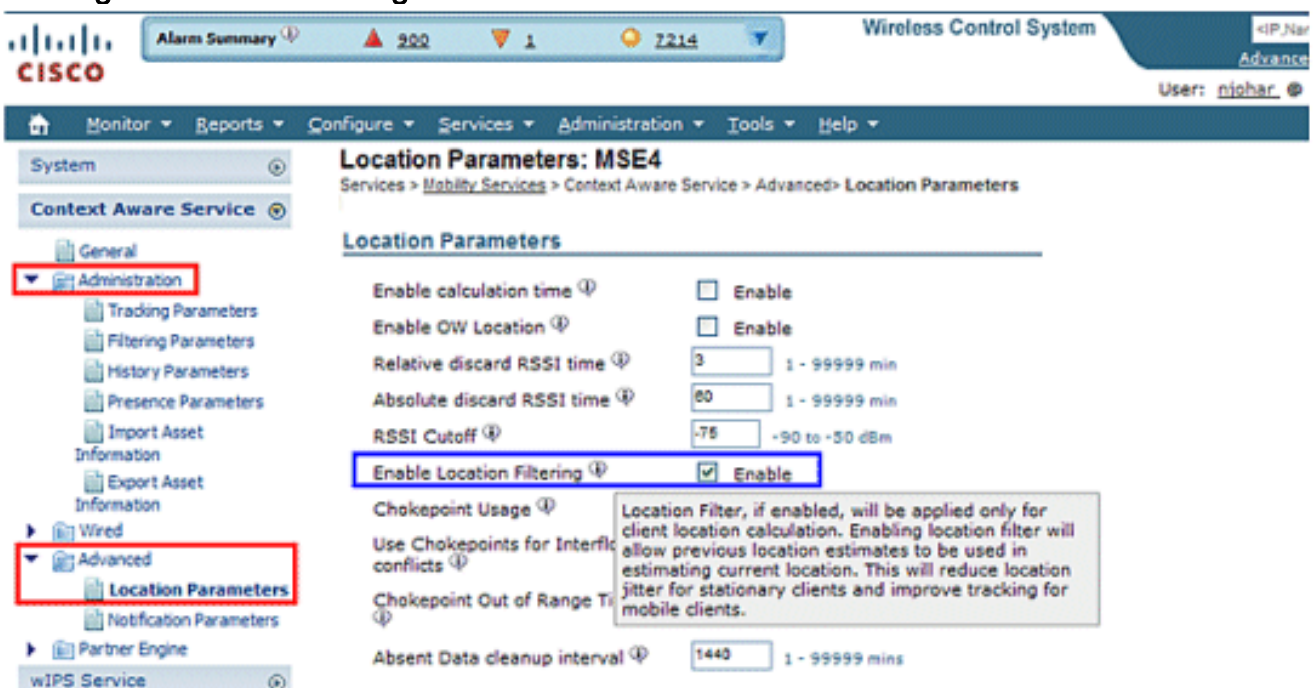 Alarm Summary 900 1 7214
Wireless Control System
<IP,Nar
Advance
CISCO
User: njohar
Monitor Reports Configure Services Administration Tools Help
System
Context Aware Service
General
Administration
Tracking Parameters
Filtering Parameters
History Parameters
Presence Parameters
Import Asset
Information
Export Asset
Information
Wired
Advanced
Location Parameters
Notification Parameters
Partner Engine
wIPS Service
Location Parameters: MSE4
Services > Mobility Services > Context Aware Service > Advanced> Location Parameters
Location Parameters
Enable calculation time Enable
Enable OW Location Enable
Relative discard RSSI time 3 1 - 99999 min
Absolute discard RSSI time 60 1 - 99999 min
RSSI Cutoff -75 -90 to -50 dBm
Enable Location Filtering Enable
Chokepoint Usage
Use Chokepoints for Interflo
conflicts
Chokepoint Out of Range Ti
Location Filter, if enabled, will be applied only for
client location calculation. Enabling location filter will
allow previous location estimates to be used in
estimating current location. This will reduce location
jitter for stationary clients and improve tracking for
mobile clients.
Absent Data cleanup interval 1440 1 - 99999 mins